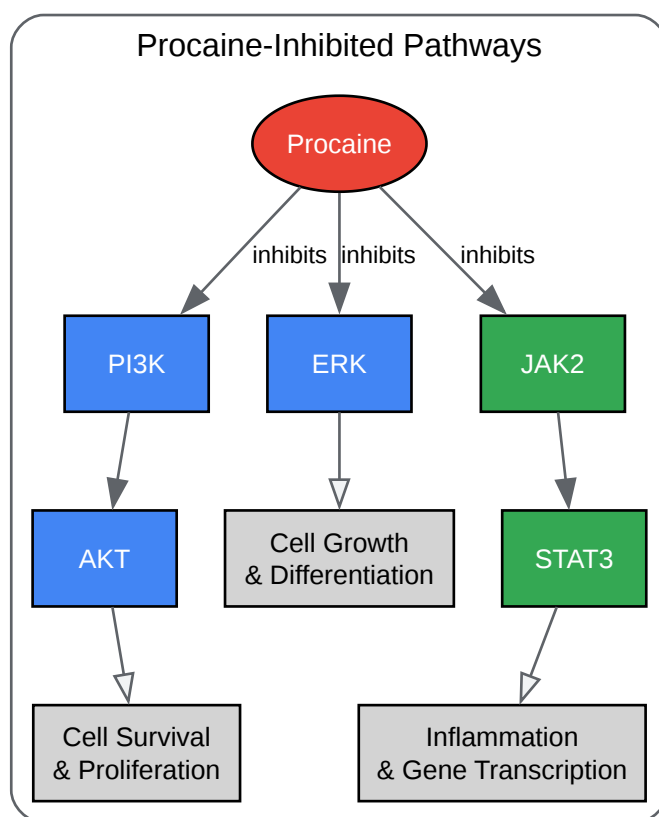 Procaine-Inhibited Pathways
Procaine
inhibits
inhibits
inhibits
PI3K
ERK
JAK2
AKT
Cell Growth
& Differentiation
STAT3
Cell Survival
& Proliferation
Inflammation
& Gene Transcription